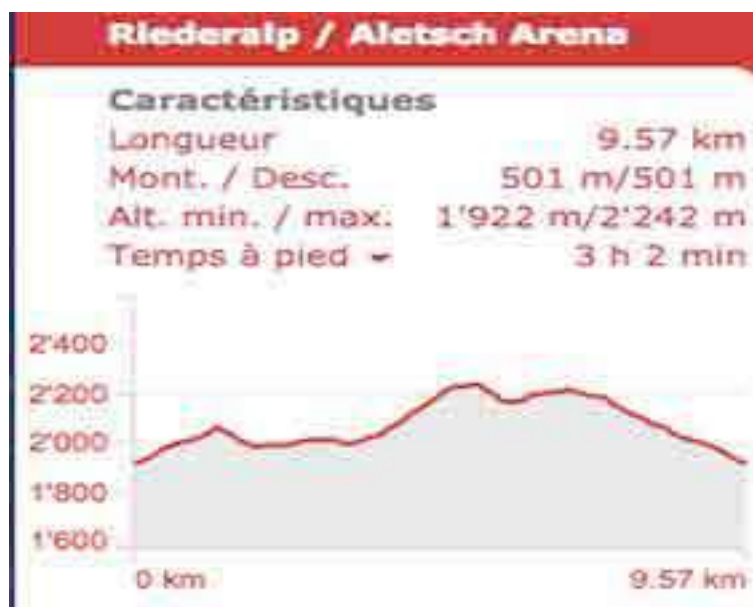 Riederalp / Aletsch Arena
Caractéristiques
Longueur 9.57 km
Mont. / Desc. 501 m/501 m
Alt. min. / max. 1'922 m/2'242 m
Temps à pied 3 h 2 min
2'400
2'200
2'000
1'800
1'600
0 km 9.57 km